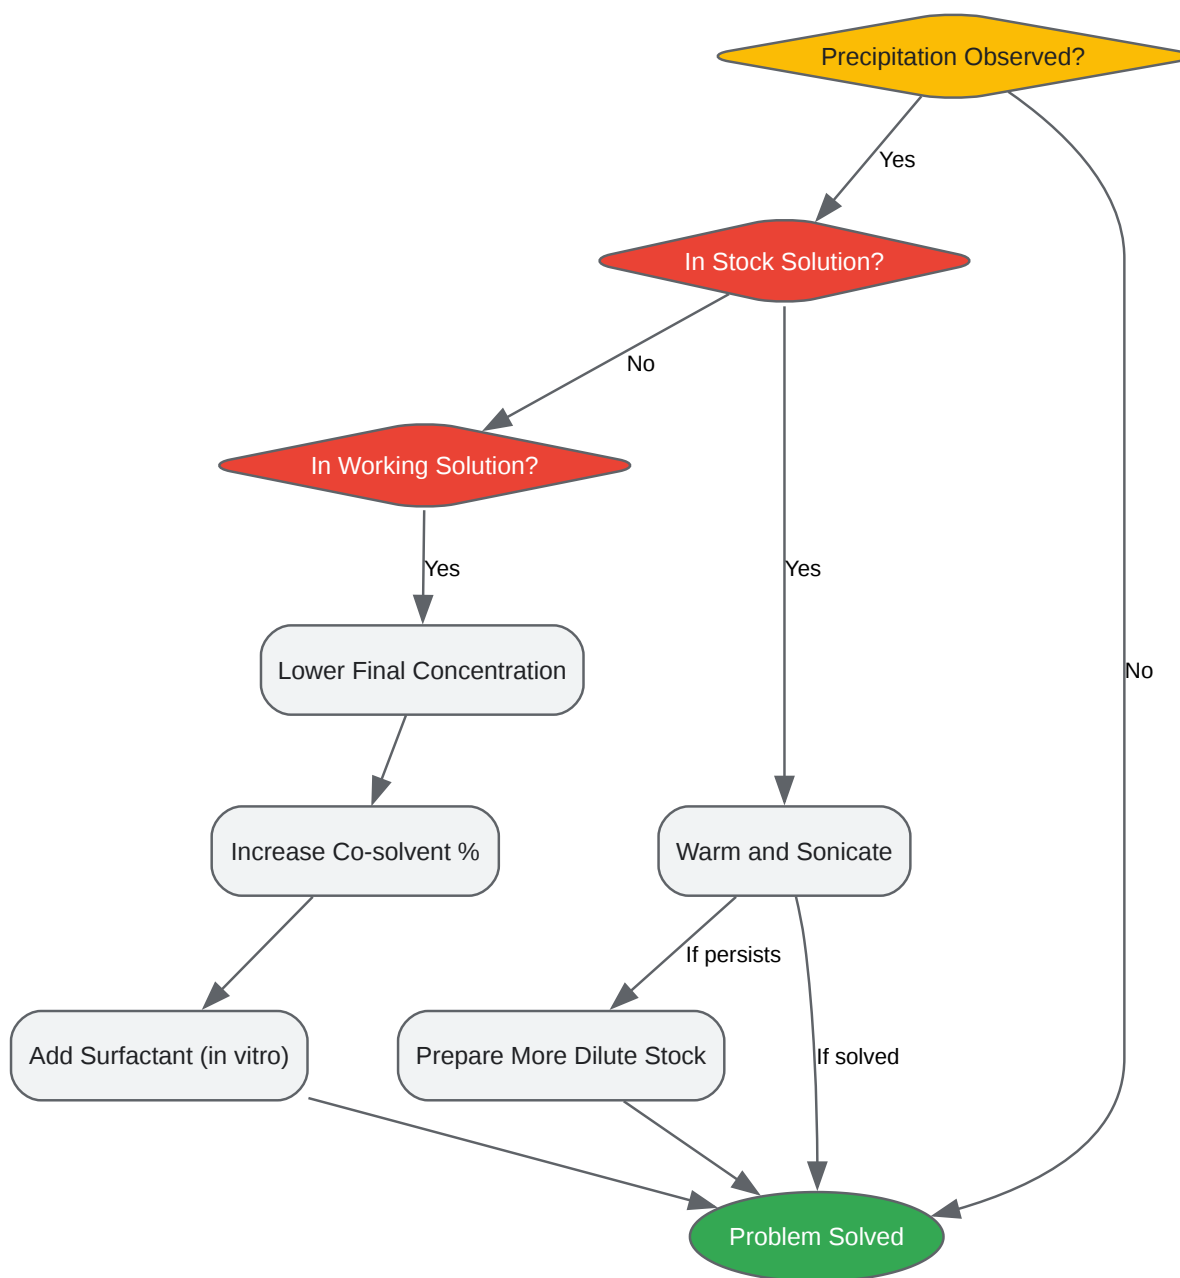 Precipitation Observed?
Yes
In Stock Solution?
No
In Working Solution?
Yes
Yes
Lower Final Concentration
No
Increase Co-solvent %
Warm and Sonicate
If persists
Add Surfactant (in vitro)
Prepare More Dilute Stock
If solved
Problem Solved